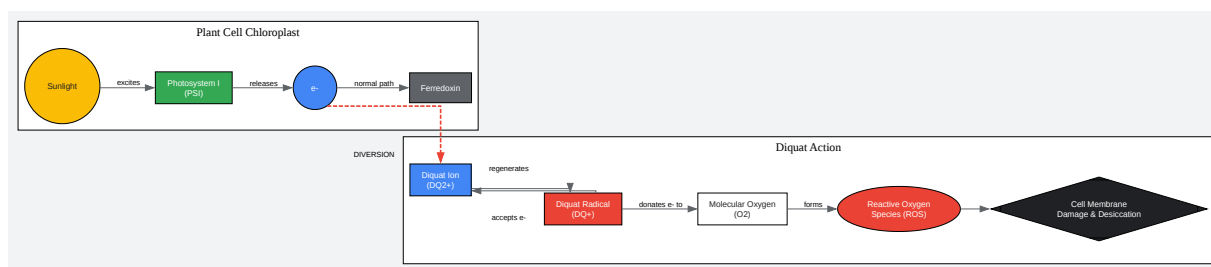 Plant Cell Chloroplast
Sunlight
excites
Photosystem I
(PSI)
releases
e-
normal path
Ferredoxin
DIVERSION
Diquat Action
Diquat Ion
(DQ2+)
regenerates
accepts e-
Diquat Radical
(DQ+)
donates e- to
Molecular Oxygen
(O2)
forms
Reactive Oxygen
Species (ROS)
Cell Membrane
Damage & Desiccation